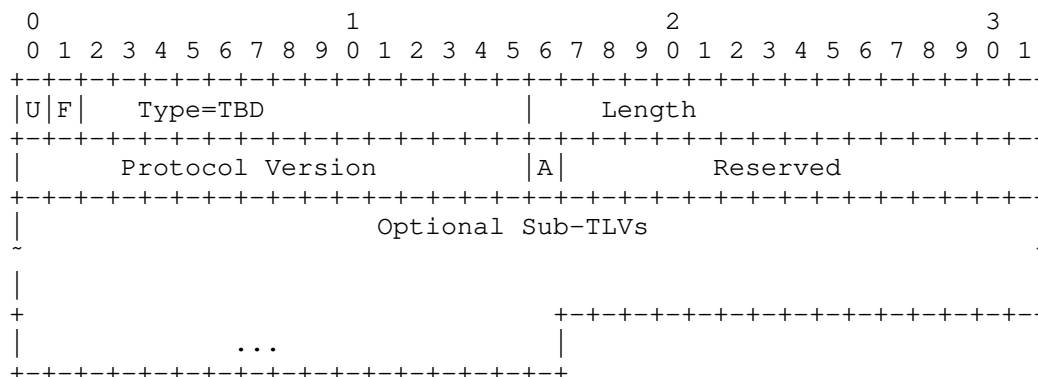 0 1 2 3
0 1 2 3 4 5 6 7 8 9 0 1 2 3 4 5 6 7 8 9 0 1 2 3 4 5 6 7 8 9 0 1
+-+-+-+-+-+-+-+-+-+-+-+-+-+-+-+-+-+-+-+-+-+-+-+-+-+-+-+-+-+-+-+-
|U|F| Type=TBD | Length
+-+-+-+-+-+-+-+-+-+-+-+-+-+-+-+-+-+-+-+-+-+-+-+-+-+-+-+-+-+-+-+-
| Protocol Version |A| Reserved
+-+-+-+-+-+-+-+-+-+-+-+-+-+-+-+-+-+-+-+-+-+-+-+-+-+-+-+-+-+-+-+-
| Optional Sub-TLVs
~
|
+ +-+-+-+-+-+-+-+-+-+-+-+-+-+-+-
| ... |
+-+-+-+-+-+-+-+-+-+-+-+-+-+-+-+-+-+